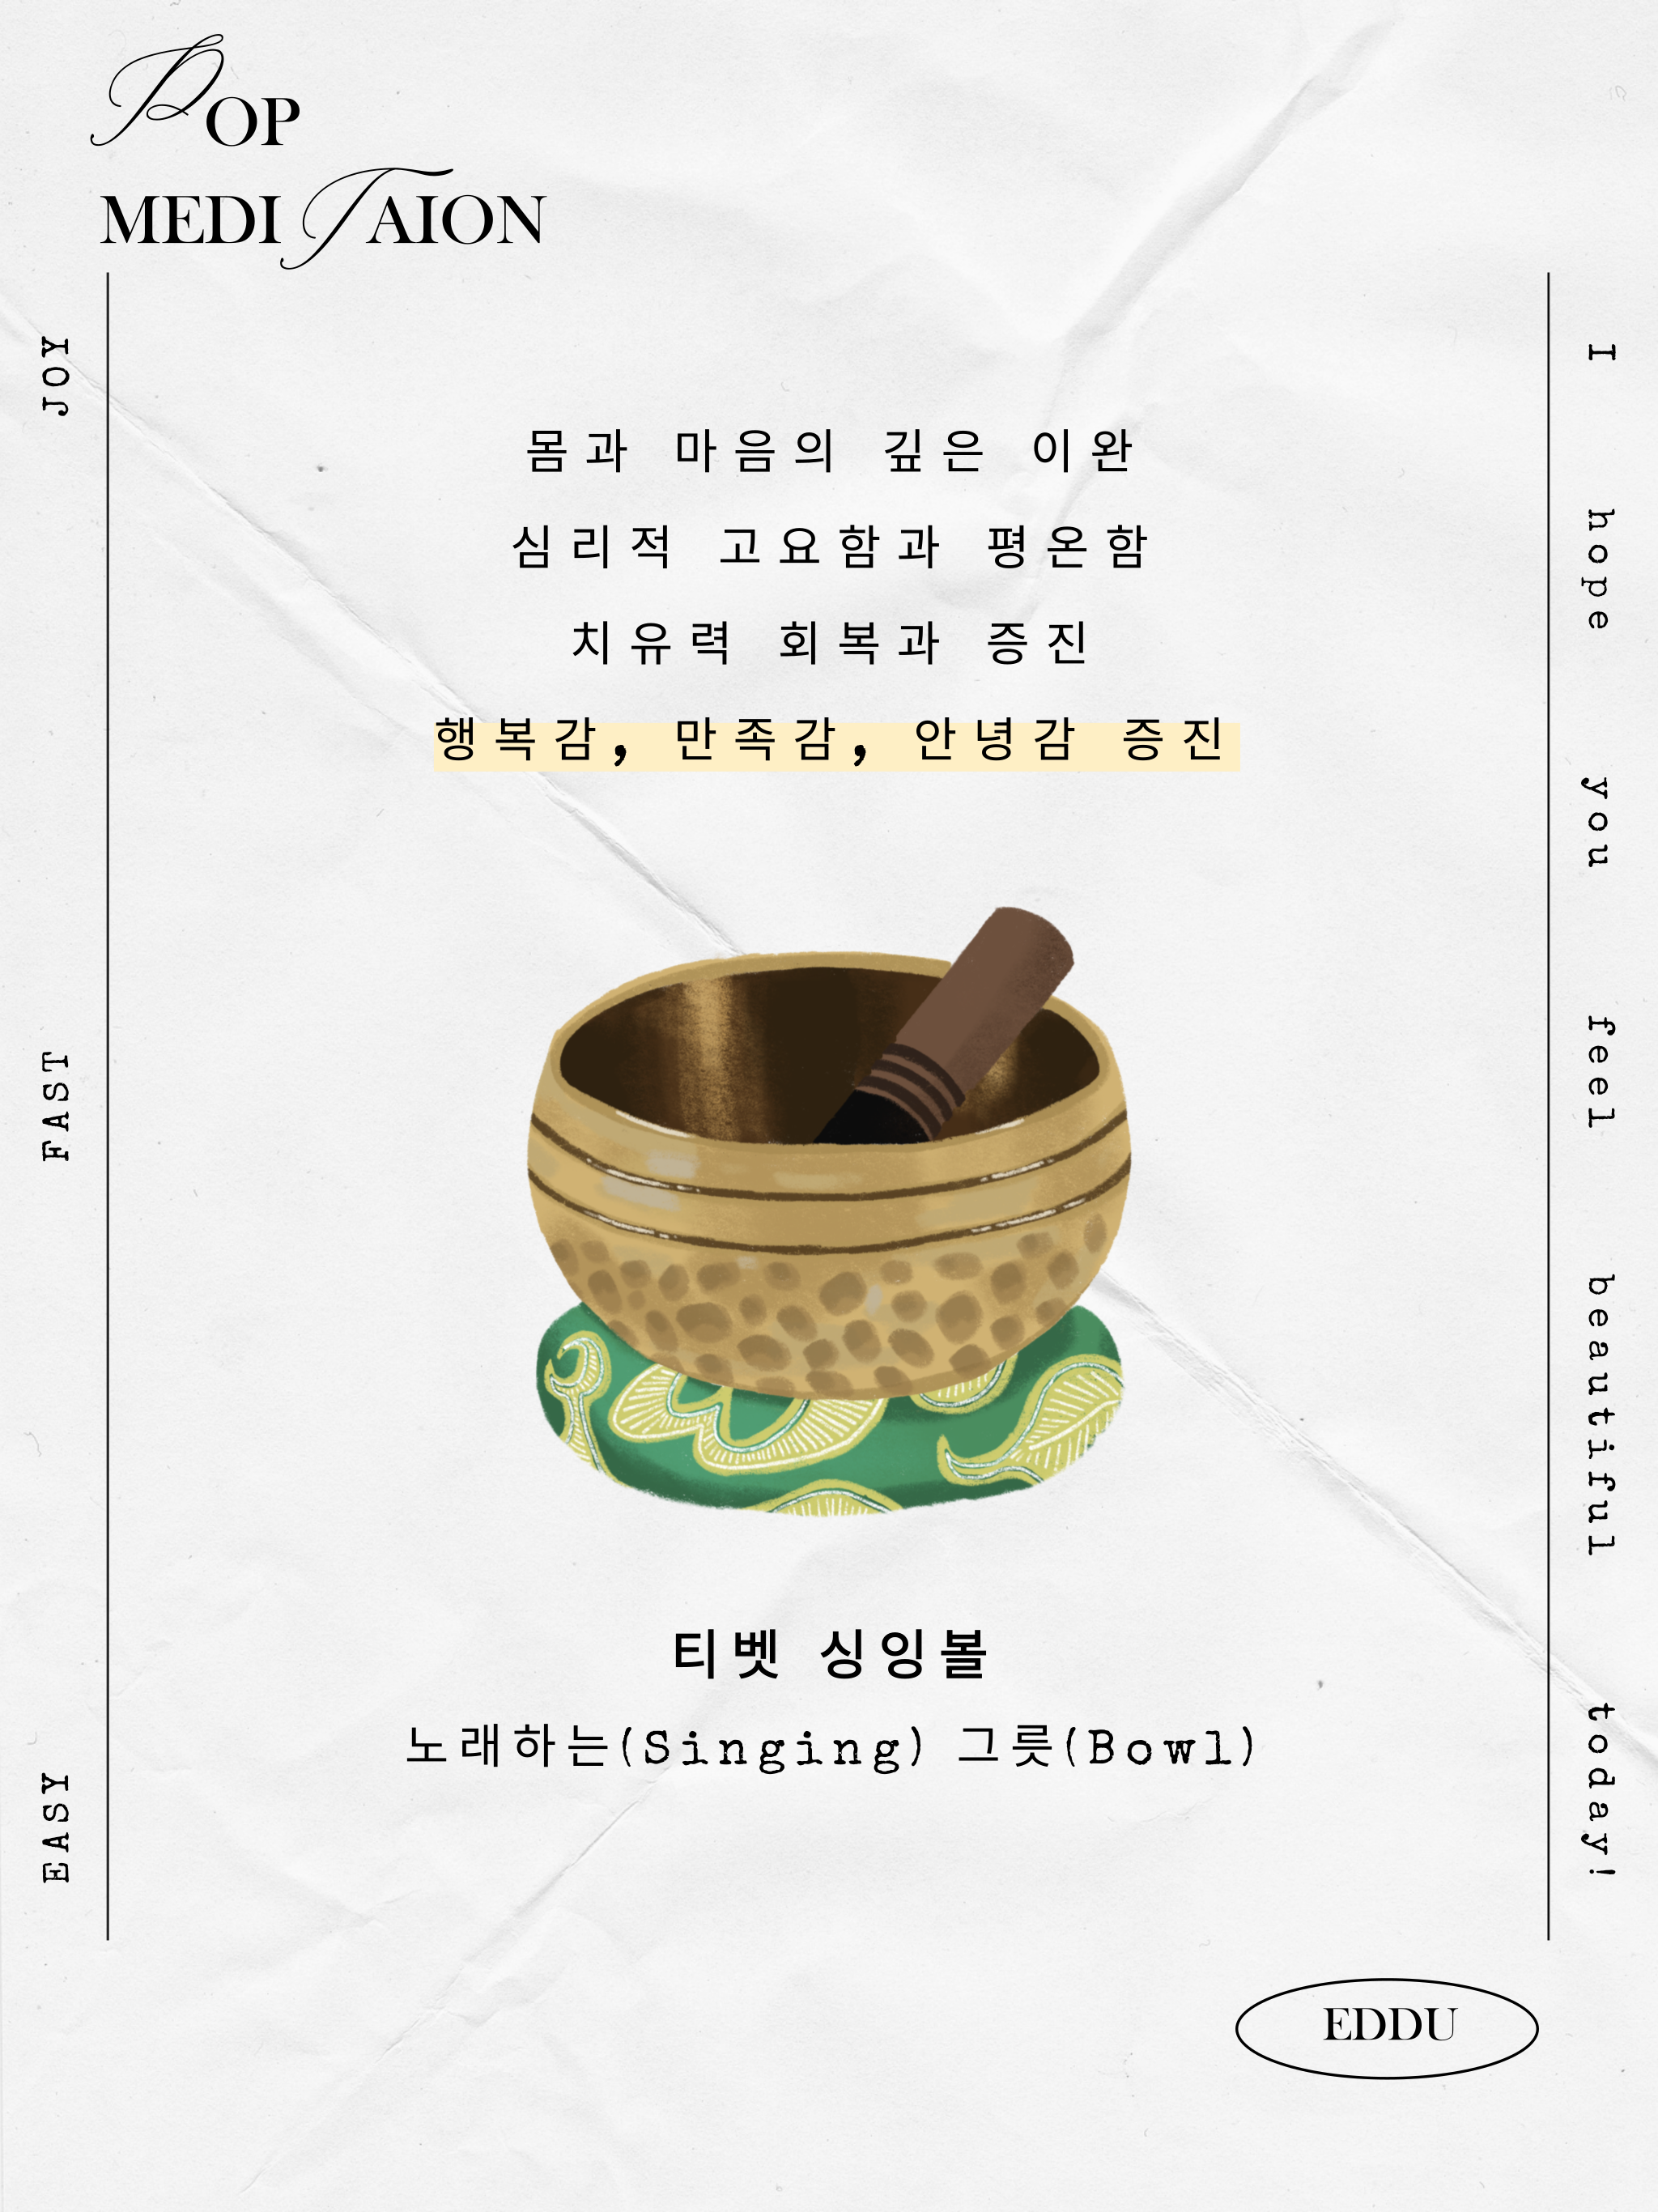 POP
MEDITAION
JOY
FAST
EASY
몸과 마음의 깊은 이완
심리적 고요함과 평온함
치유력 회복과 증진
행복감, 만족감, 안녕감 증진
티벳 싱잉볼
노래하는(Singing) 그릇(Bowl)
I hope you feel beautiful today!
EDDU